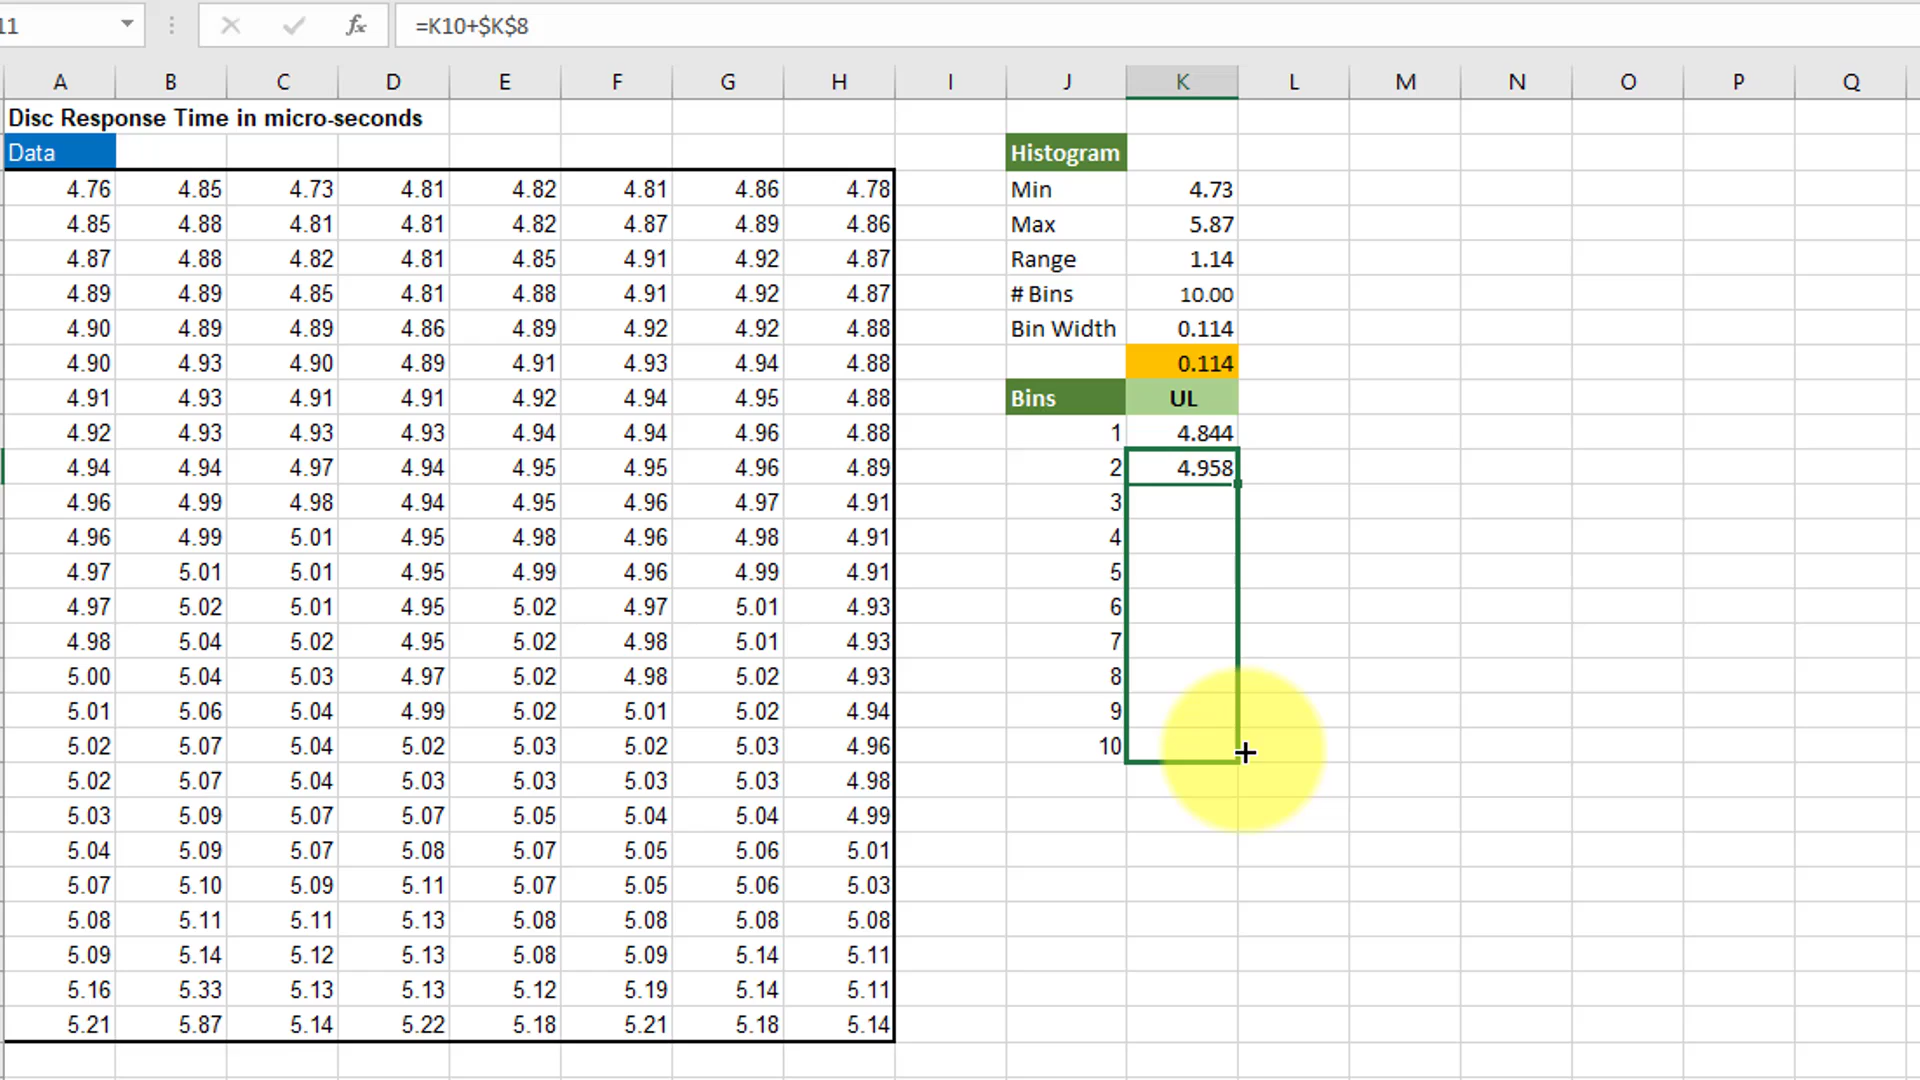 11 fx =K10+$K$8
A B C D E F G H I J K L M N O P Q
Disc Response Time in micro-seconds
Data Histogram
4.76 4.85 4.73 4.81 4.82 4.81 4.86 4.78 Min 4.73
4.85 4.88 4.81 4.81 4.82 4.87 4.89 4.86 Max 5.87
4.87 4.88 4.82 4.81 4.85 4.91 4.92 4.87 Range 1.14
4.89 4.89 4.85 4.81 4.88 4.91 4.92 4.87 # Bins 10.00
4.90 4.89 4.89 4.86 4.89 4.92 4.92 4.88 Bin Width 0.114
4.90 4.93 4.90 4.89 4.91 4.93 4.94 4.88 0.114
4.91 4.93 4.91 4.91 4.92 4.94 4.95 4.88 Bins UL
4.92 4.93 4.93 4.93 4.94 4.94 4.96 4.88 1 4.844
4.94 4.94 4.97 4.94 4.95 4.95 4.96 4.89 2 4.958
4.96 4.99 4.98 4.94 4.95 4.96 4.97 4.91 3
4.96 4.99 5.01 4.95 4.98 4.96 4.98 4.91 4
4.97 5.01 5.01 4.95 4.99 4.96 4.99 4.91 5
4.97 5.02 5.01 4.95 5.02 4.97 5.01 4.93 6
4.98 5.04 5.02 4.95 5.02 4.98 5.01 4.93 7
5.00 5.04 5.03 4.97 5.02 4.98 5.02 4.93 8
5.01 5.06 5.04 4.99 5.02 5.01 5.02 4.94 9
5.02 5.07 5.04 5.02 5.03 5.02 5.03 4.96 10
5.02 5.07 5.04 5.03 5.03 5.03 5.03 4.98
5.03 5.09 5.07 5.07 5.05 5.04 5.04 4.99
5.04 5.09 5.07 5.08 5.07 5.05 5.06 5.01
5.07 5.10 5.09 5.11 5.07 5.05 5.06 5.03
5.08 5.11 5.11 5.13 5.08 5.08 5.08 5.08
5.09 5.14 5.12 5.13 5.08 5.09 5.14 5.11
5.16 5.33 5.13 5.13 5.12 5.19 5.14 5.11
5.21 5.87 5.14 5.22 5.18 5.21 5.18 5.14